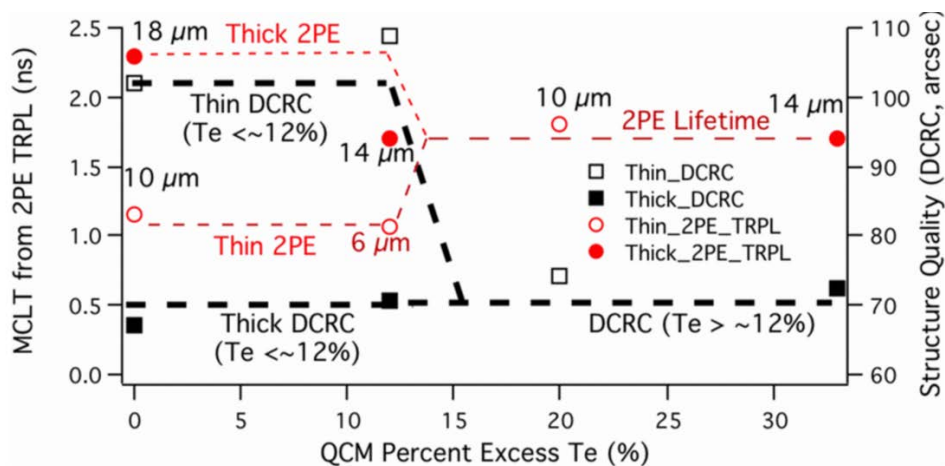 MCLT from 2PE TRPL (ns)
2.5
2.0
1.5
1.0
0.5
0.0
18 µm
Thick 2PE
Thin DCRC
(Te <~12%)
10 µm
14 µm
10 µm
14 µm
2PE Lifetime
Thin 2PE
6 µm
Thin_DCRC
Thick_DCRC
Thin_2PE_TRPL
Thick_2PE_TRPL
Thick DCRC
(Te <~12%)
DCRC (Te > ~12%)
110
100
90
80
70
60
Structure Quality (DCRC, arcsec)
0
5
10
15
20
25
30
QCM Percent Excess Te (%)